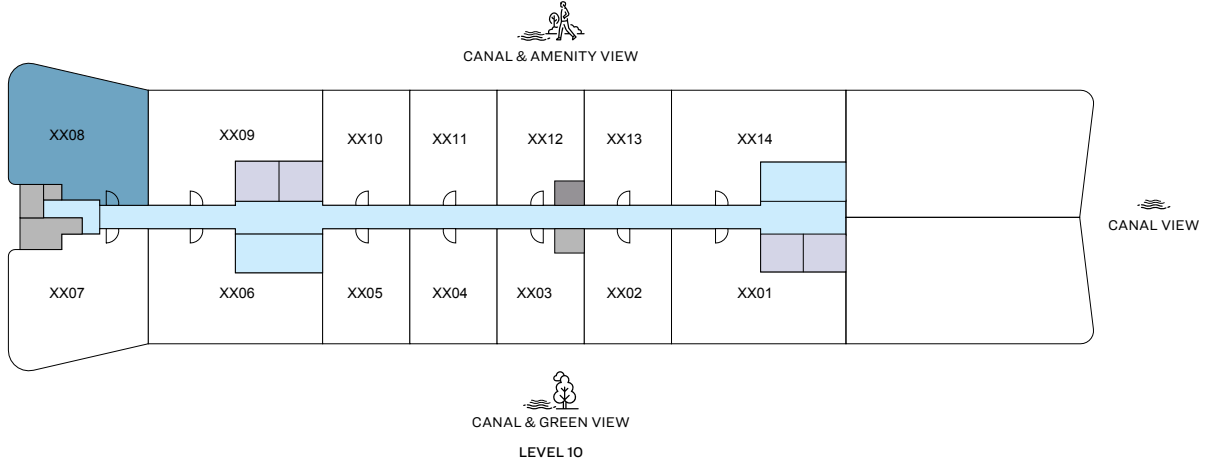 CANAL & AMENITY VIEW
XX08
XX09
XX10
XX11
XX12
XX13
XX14
CANAL VIEW
XX07
XX06
XX05
XX04
XX03
XX02
XX01
CANAL & GREEN VIEW
LEVEL 10